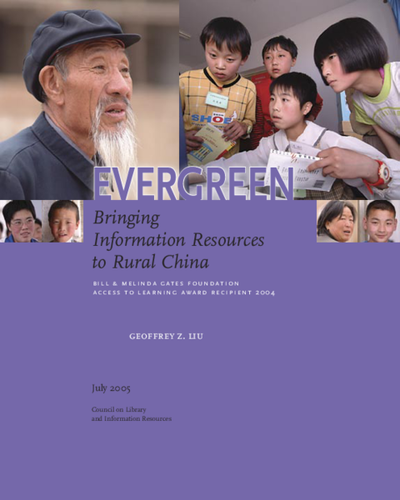 EVERGREEN
Bringing
Information Resources
to Rural China
BILL & MELINDA GATES FOUNDATION
ACCESS TO LEARNING AWARD RECIPIENT 2004
GEOFFREY Z. LIU
July 2005
Council on Library
and Information Resources